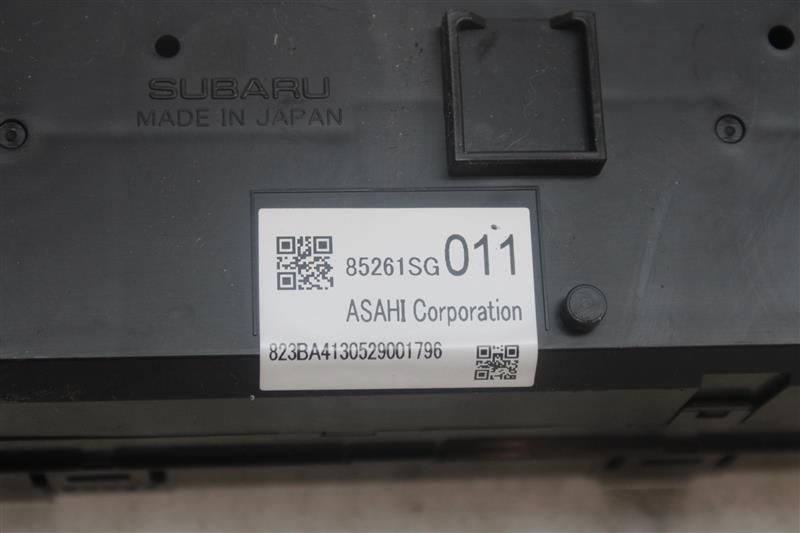 SUBARU
MADE IN JAPAN
85261SG 011
ASAHI Corporation
823BA4130529001796